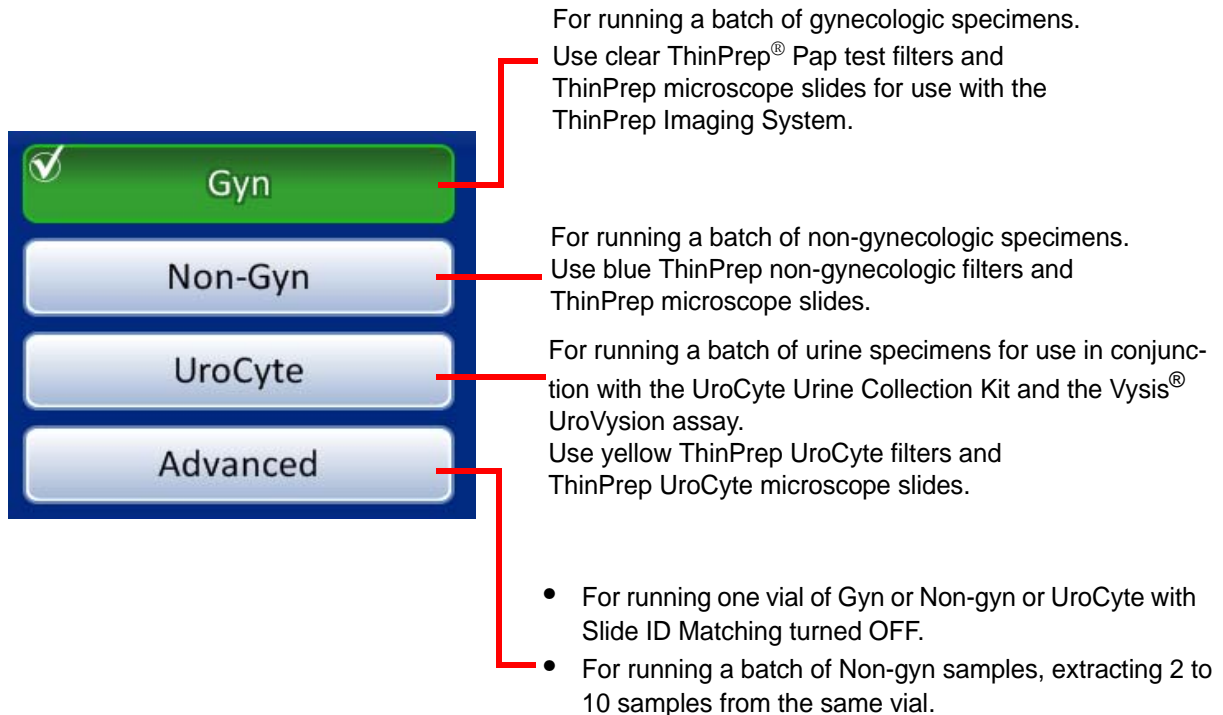 For running a batch of gynecologic specimens.
Use clear ThinPrep® Pap test filters and
ThinPrep microscope slides for use with the
ThinPrep Imaging System.
Gyn
For running a batch of non-gynecologic specimens.
Use blue ThinPrep non-gynecologic filters and
ThinPrep microscope slides.
Non-Gyn
For running a batch of urine specimens for use in conjunc-
tion with the UroCyte Urine Collection Kit and the Vysis®
UroVysion assay.
Use yellow ThinPrep UroCyte filters and
ThinPrep UroCyte microscope slides.
UroCyte
Advanced
• For running one vial of Gyn or Non-gyn or UroCyte with
Slide ID Matching turned OFF.
• For running a batch of Non-gyn samples, extracting 2 to
10 samples from the same vial.